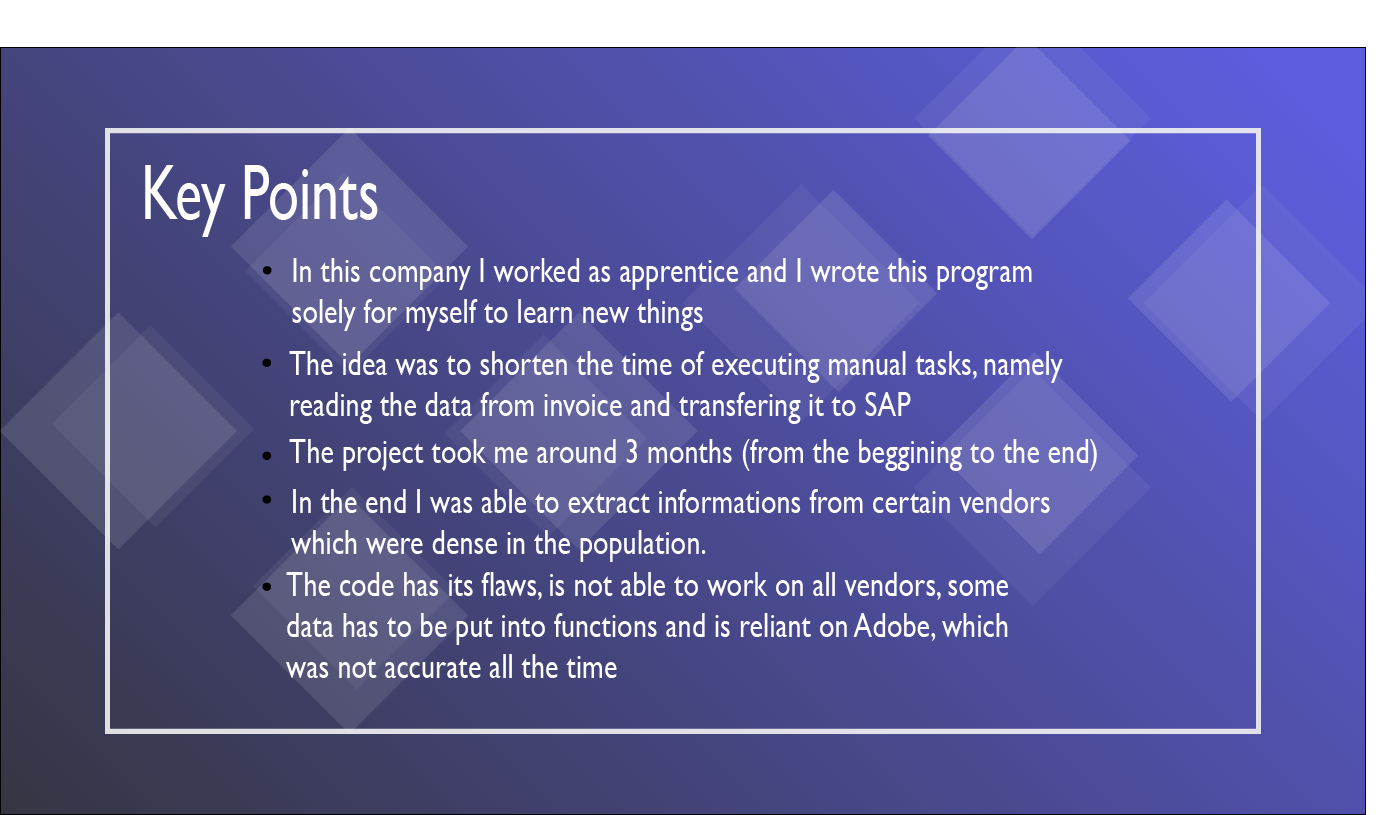 Key Points
• In this company I worked as apprentice and I wrote this program
solely for myself to learn new things
• The idea was to shorten the time of executing manual tasks, namely
reading the data from invoice and transfering it to SAP
• The project took me around 3 months (from the beggining to the end)
• In the end I was able to extract informations from certain vendors
which were dense in the population.
• The code has its flaws, is not able to work on all vendors, some
data has to be put into functions and is reliant on Adobe, which
was not accurate all the time